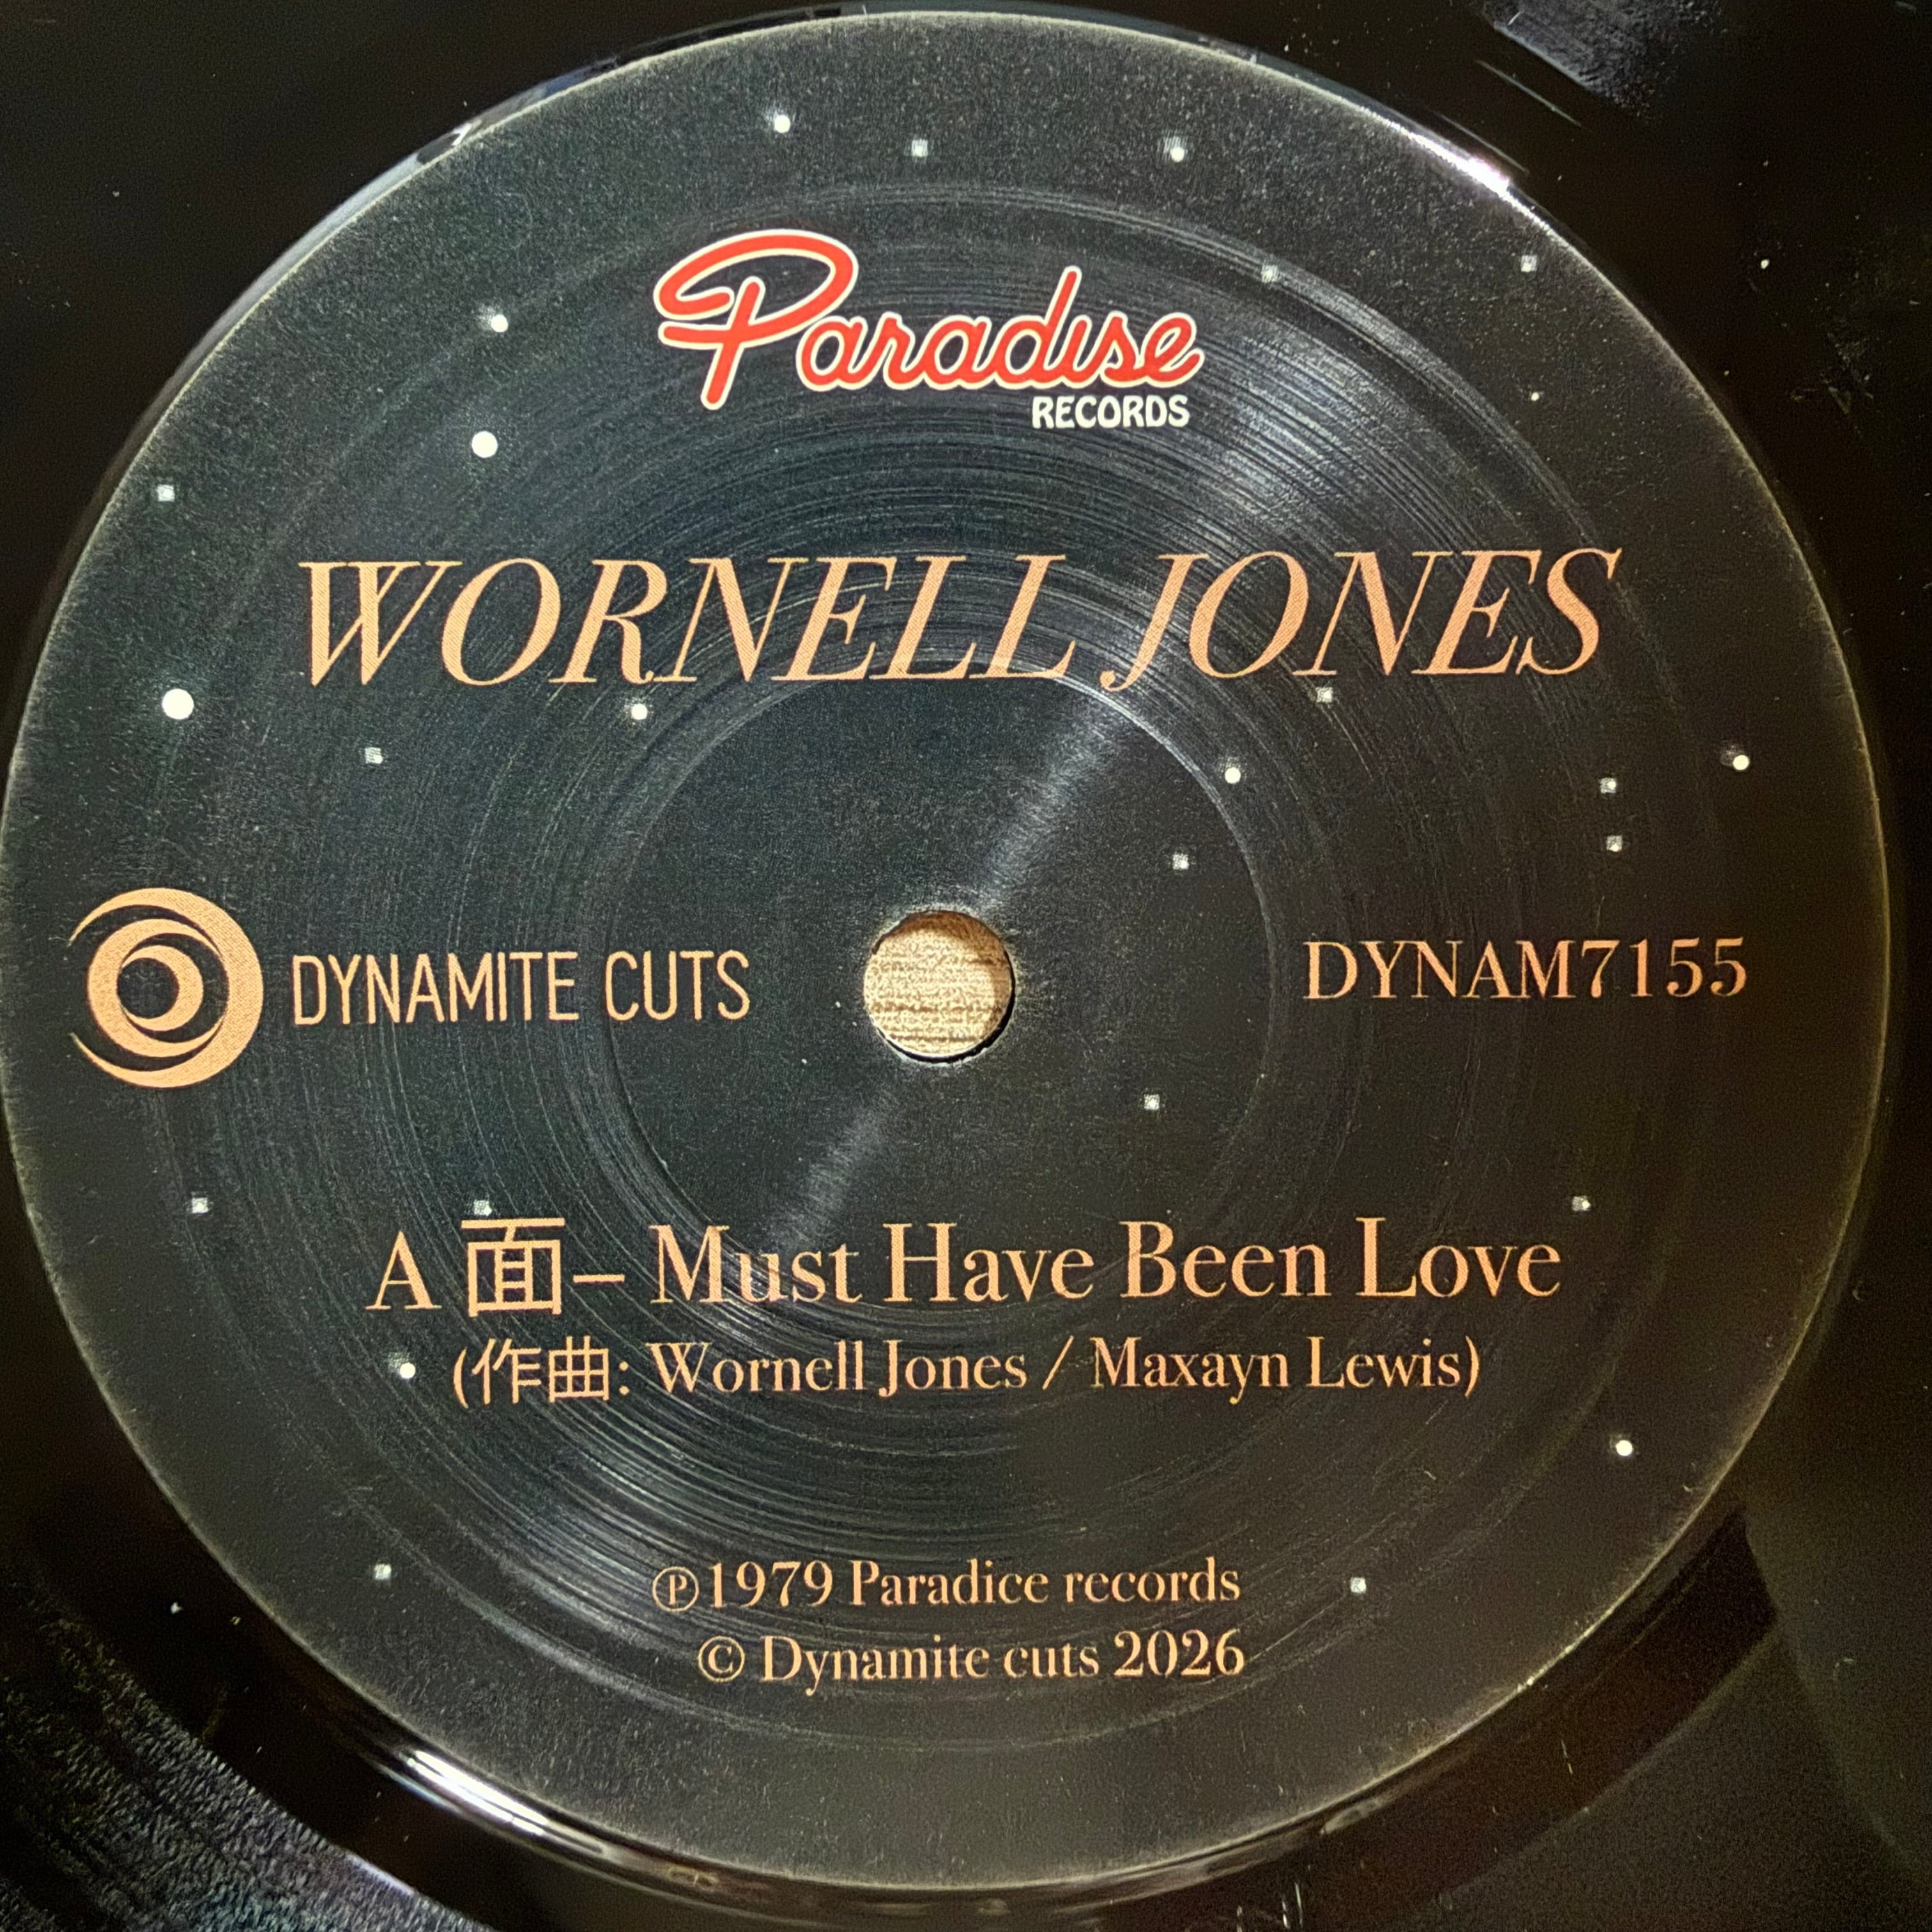 Paradise
RECORDS
WORNELL JONES
DYNAMITE CUTS
DYNAM7155
A 面– Must Have Been Love
(作曲: Wornell Jones / Maxayn Lewis)
℗1979 Paradice records
© Dynamite cuts 2026